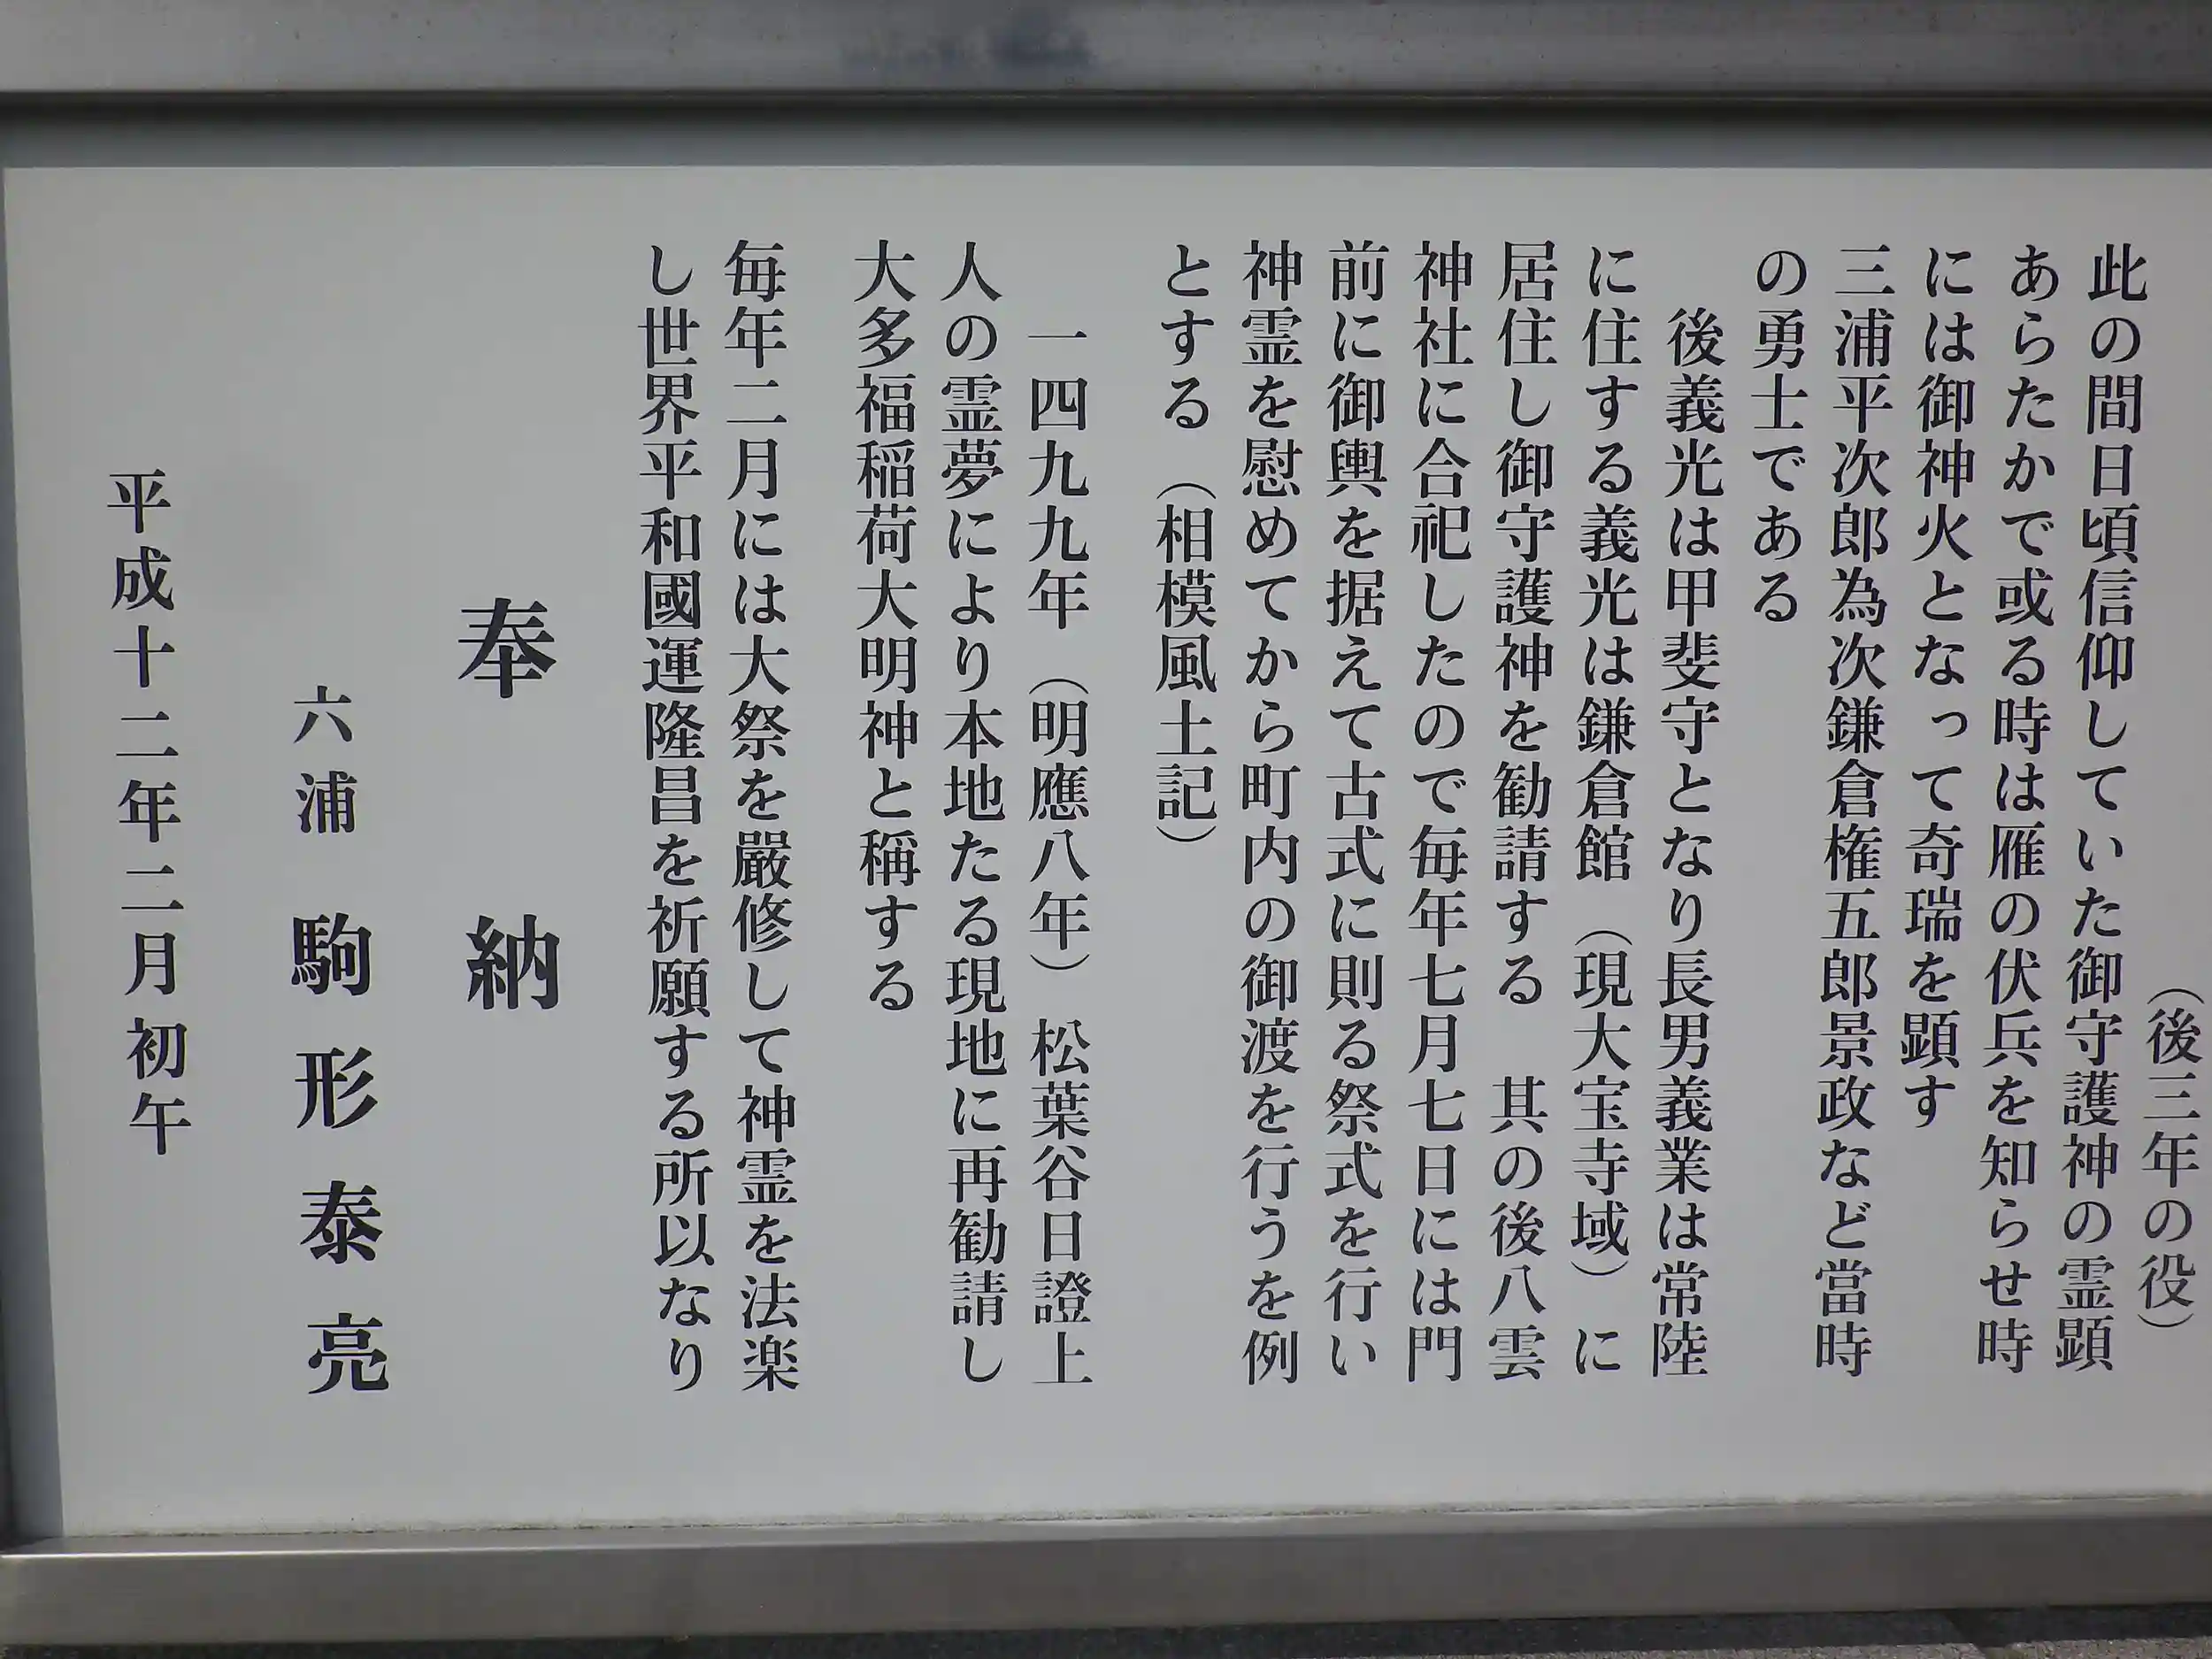 （後三年の役）
此の間日頃信仰していた御守護神の霊顕
あらたかで或る時は雁の伏兵を知らせ時
には御神火となって奇瑞を顕す
三浦平次郎為次鎌倉権五郎景政など當時
の勇士である
後義光は甲斐守となり長男義業は常陸
に住する義光は鎌倉館（現大宝寺域）に
居住し御守護神を勧請する　其の後八雲
神社に合祀したので毎年七月七日には門
前に御輿を据えて古式に則る祭式を行い
神霊を慰めてから町内の御渡を行うを例
とする（相模風土記）
一四九九年（明應八年）松葉谷日證上
人の霊夢により本地たる現地に再勧請し
大多福稲荷大明神と稱する
毎年二月には大祭を嚴修して神霊を法楽
し世界平和國運隆昌を祈願する所以なり
奉納
六浦　駒形泰亮
平成十二年二月初午